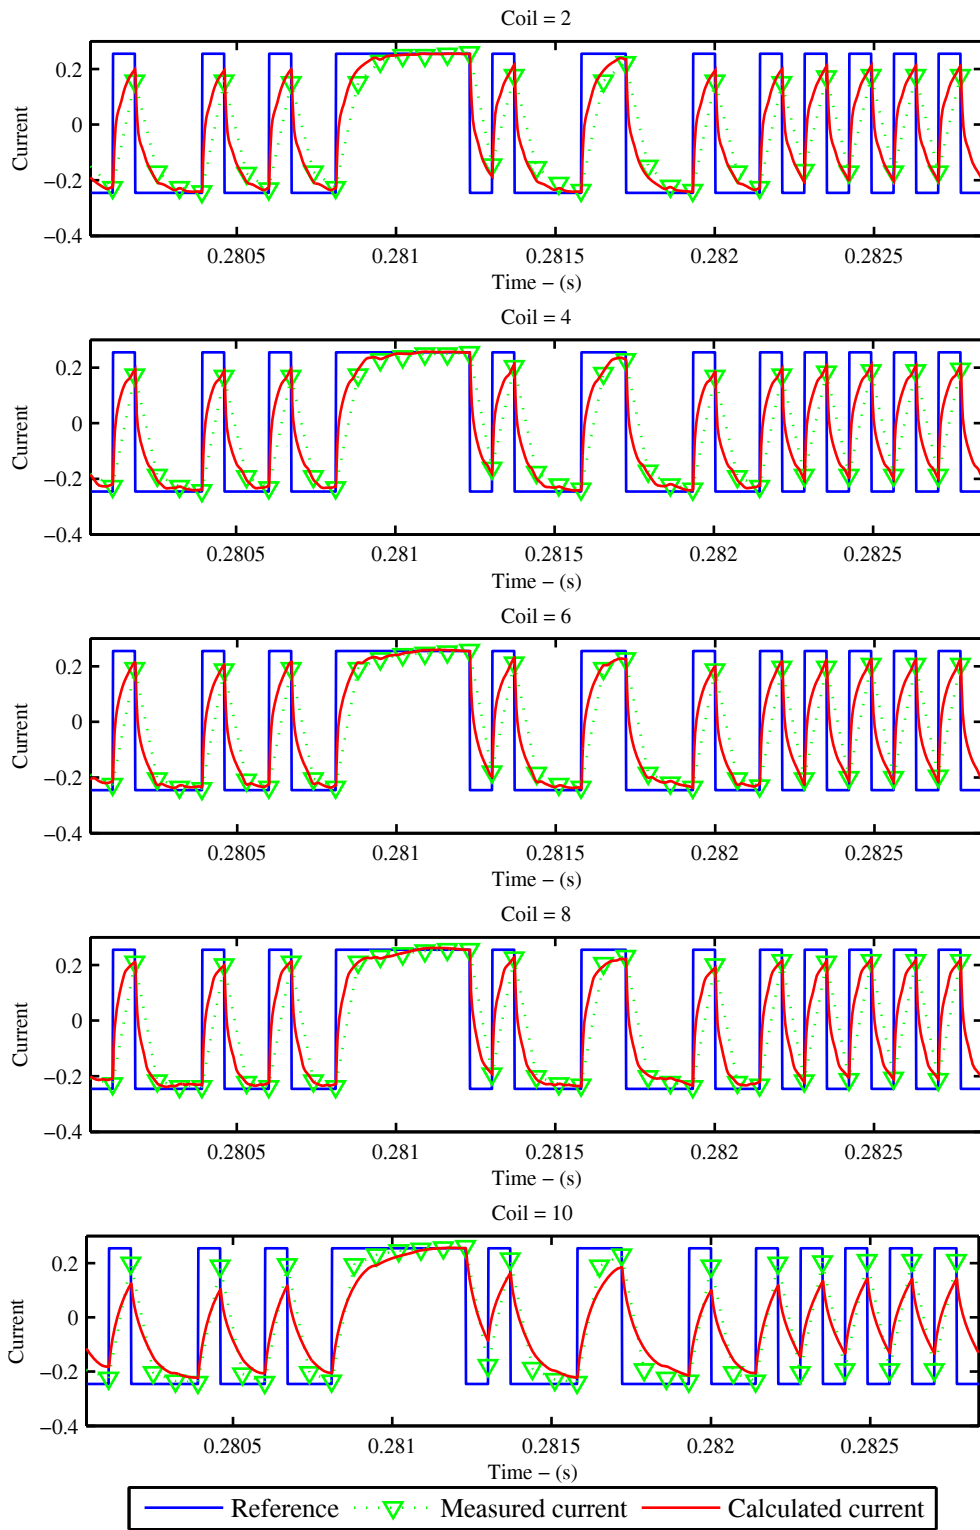 Coil = 2
0.2
0
−0.2
−0.4
Current
0.2805
0.281
0.2815
0.282
0.2825
Time − (s)
Coil = 4
0.2
0
−0.2
−0.4
Current
0.2805
0.281
0.2815
0.282
0.2825
Time − (s)
Coil = 6
0.2
0
−0.2
−0.4
Current
0.2805
0.281
0.2815
0.282
0.2825
Time − (s)
Coil = 8
0.2
0
−0.2
−0.4
Current
0.2805
0.281
0.2815
0.282
0.2825
Time − (s)
Coil = 10
0.2
0
−0.2
−0.4
Current
0.2805
0.281
0.2815
0.282
0.2825
Time − (s)
Reference
Measured current
Calculated current